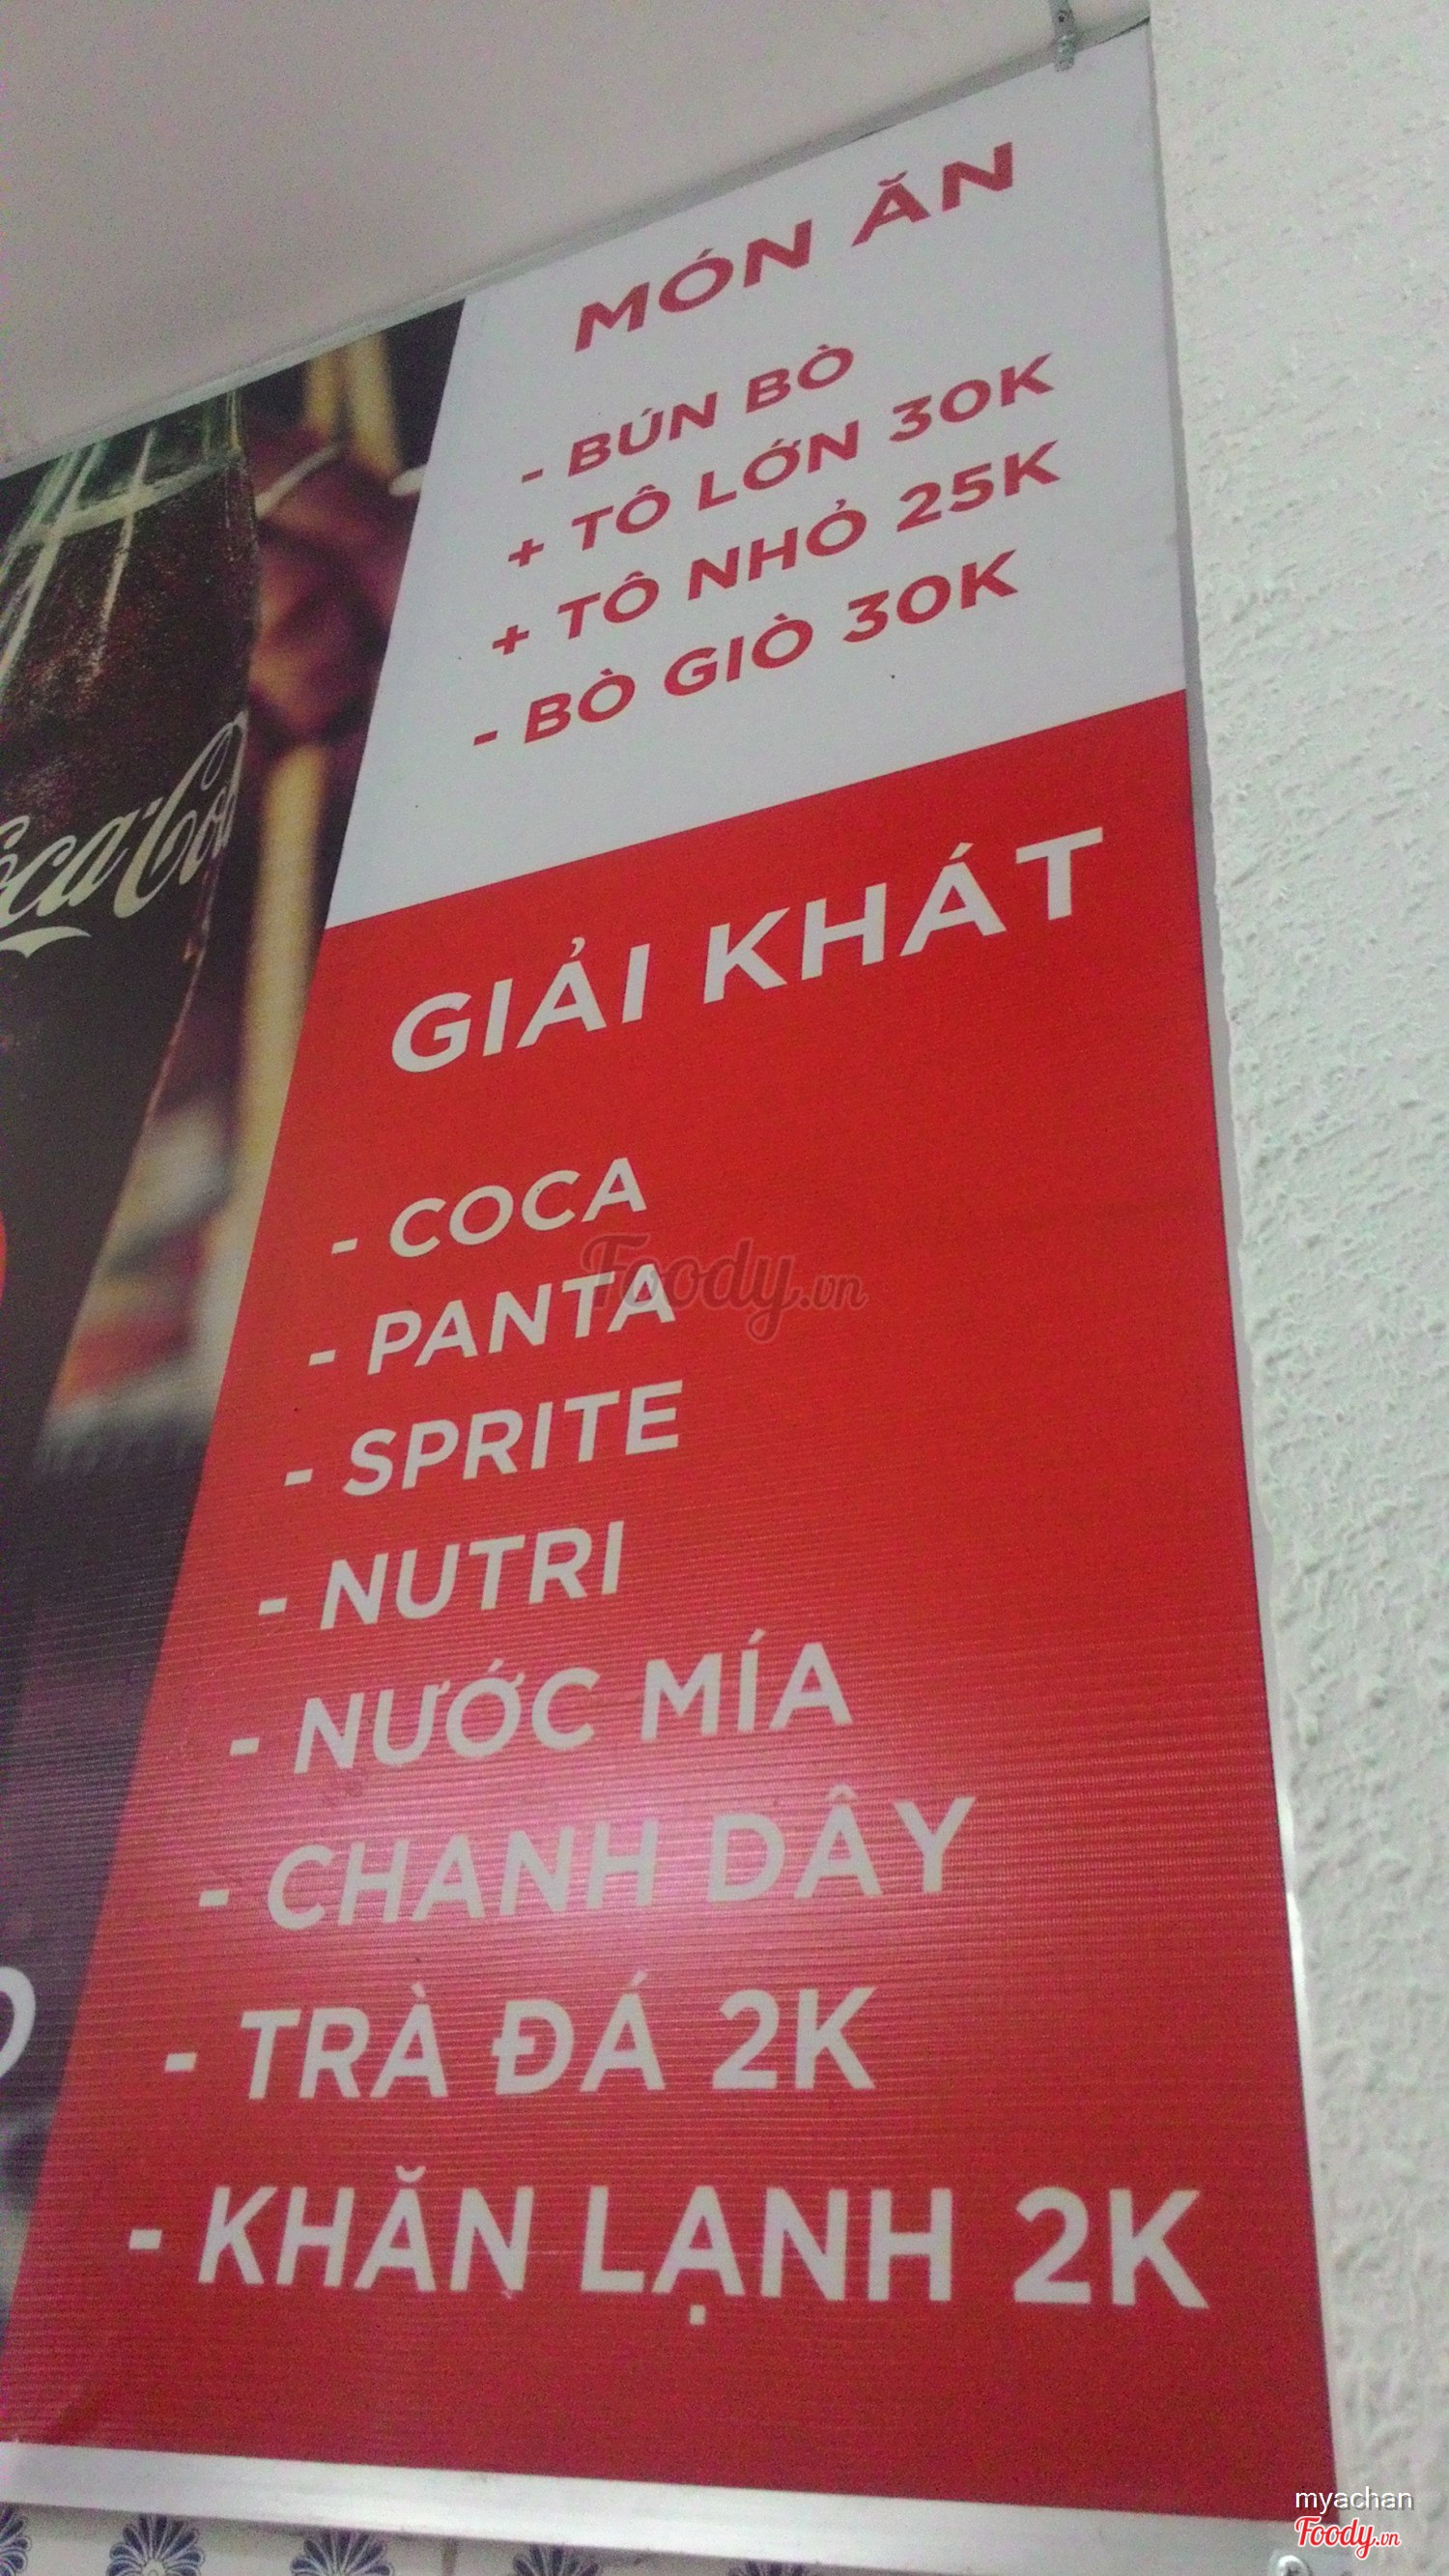 MÓN ĂN
- BÚN BÒ
+ TÔ LỚN 30K
+ TÔ NHỎ 25K
- BÒ GIÒ 30K
GIẢI KHÁT
- COCA
- PANTA
- SPRITE
- NUTRI
- NƯỚC MÍA
- CHANH DÂY
- TRÀ ĐÁ 2K
- KHĂN LẠNH 2K
Coca-Cola
Foody.vn
myachan
Foody.vn